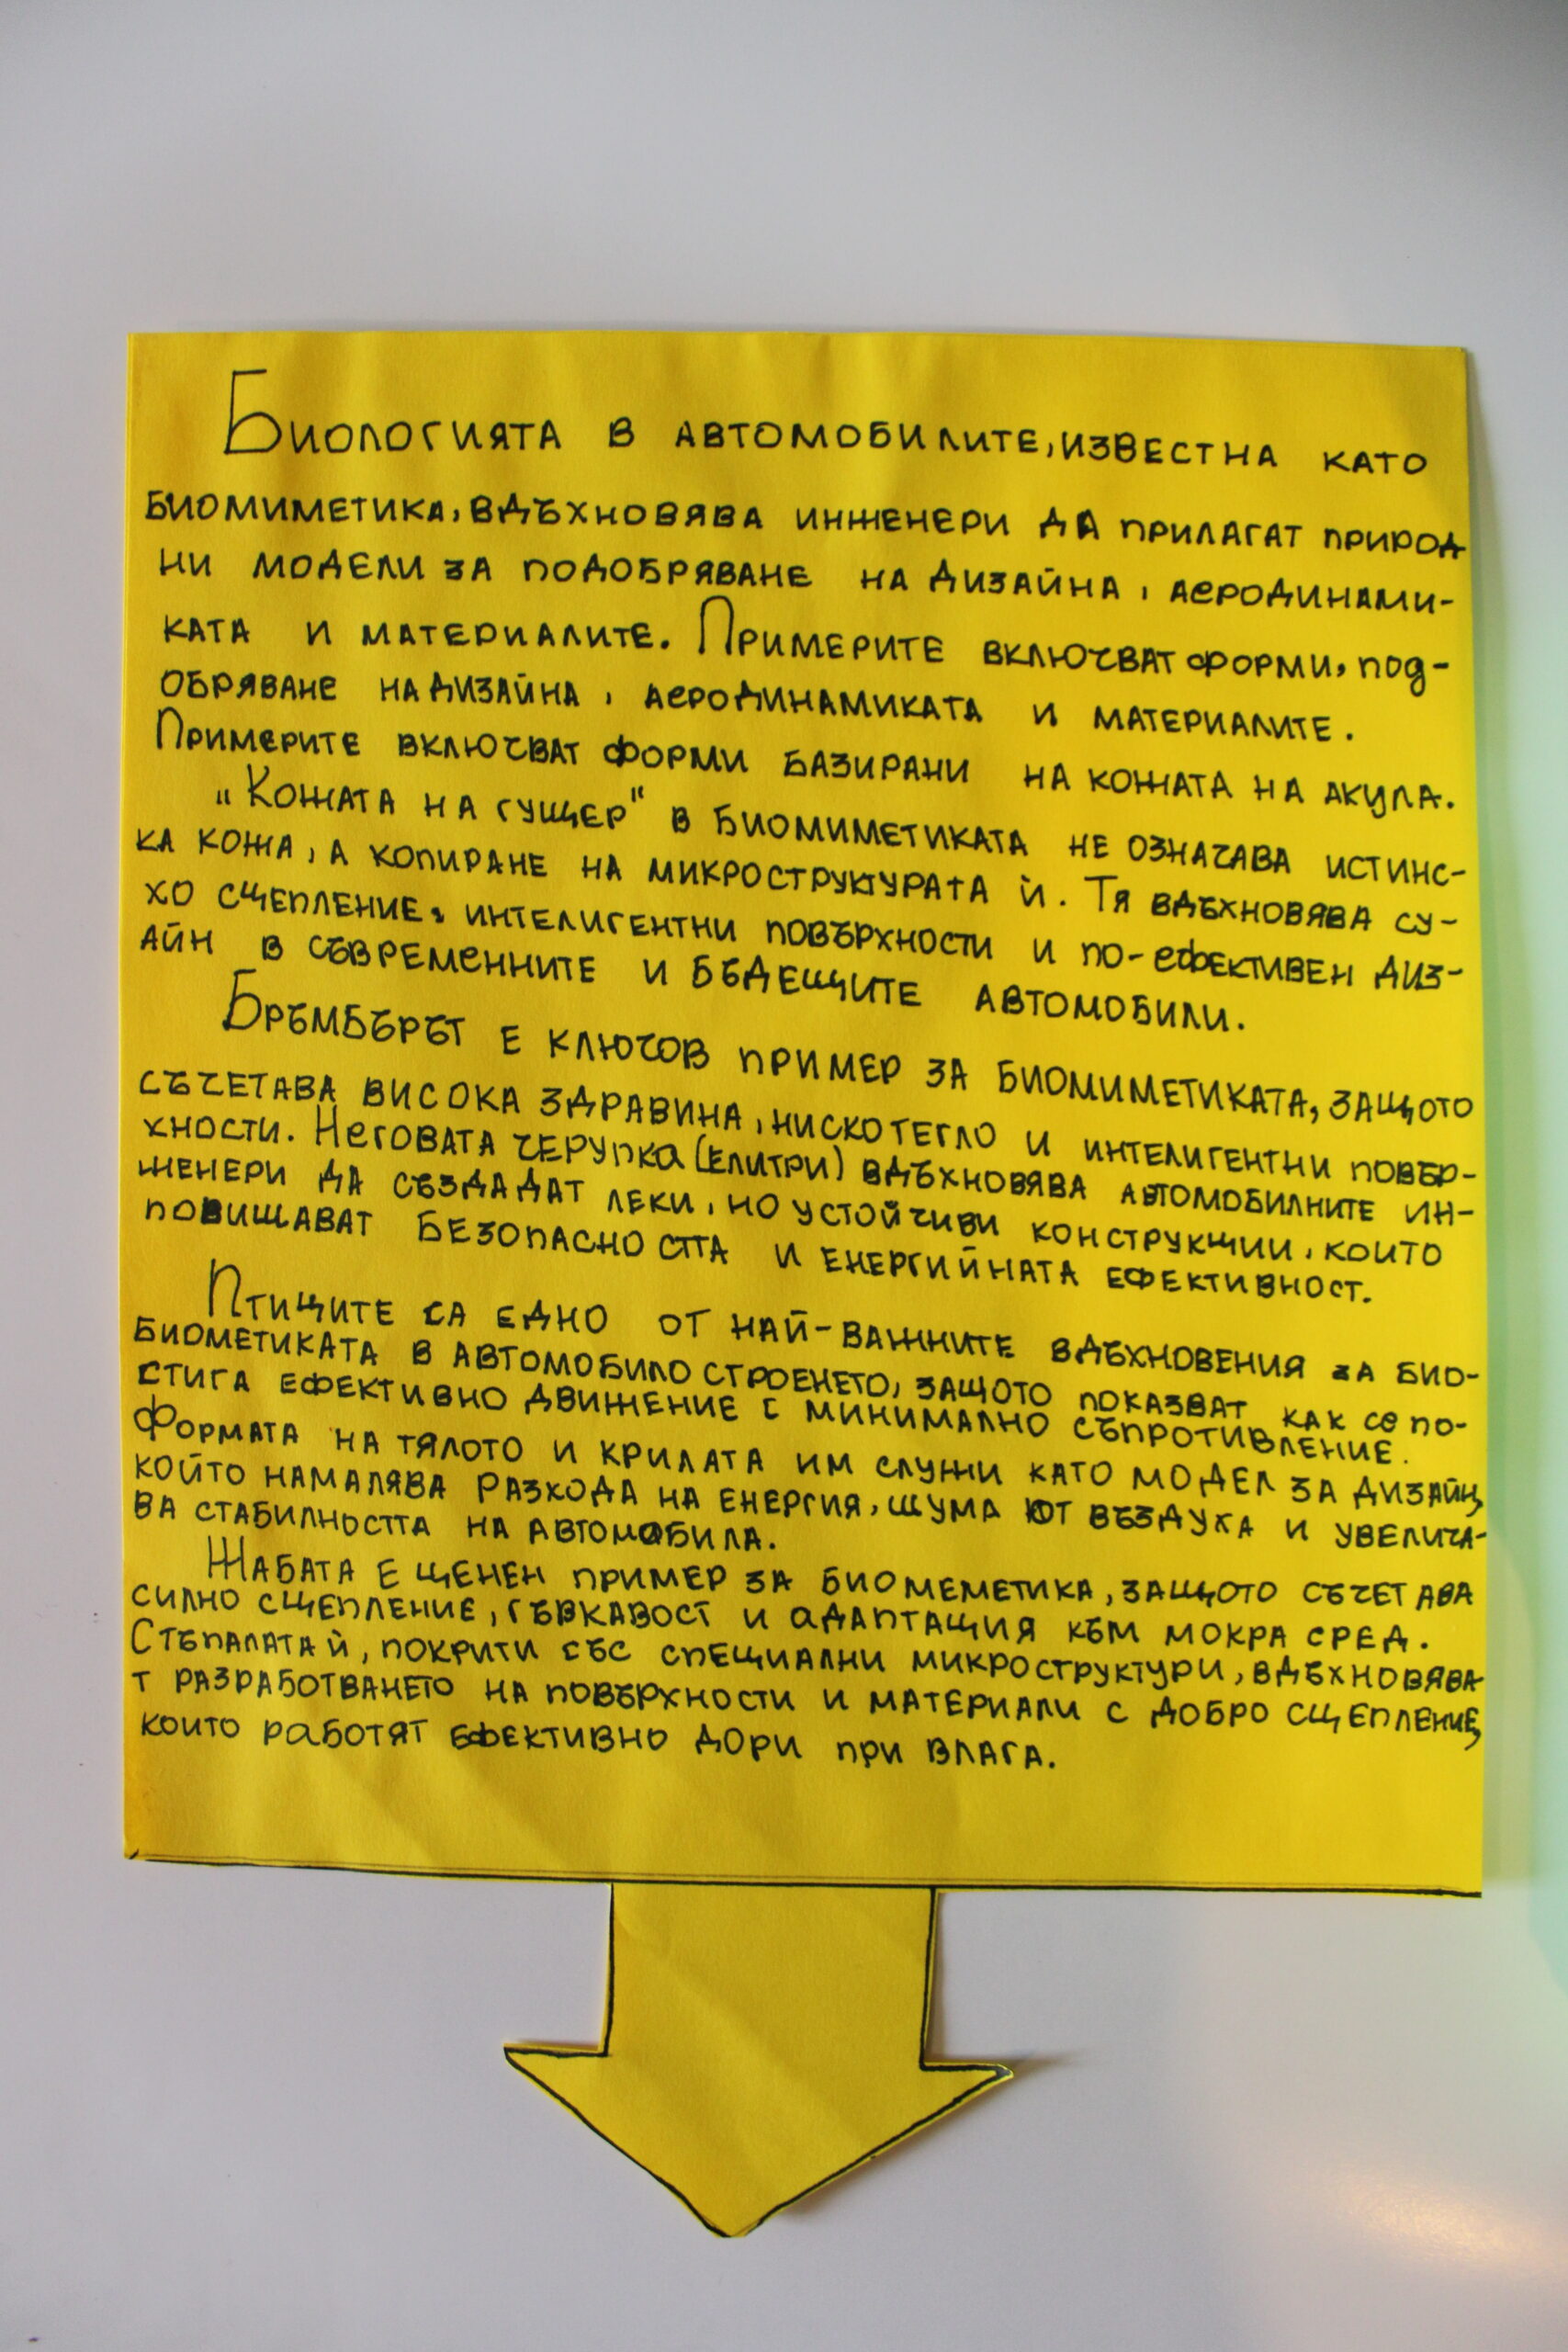 Биологията в автомобилите, известна като
биомиметика, вдъхновява инженери да прилагат природ
ни модели за подобряване на дизайна, аеродинами-
ката и материалите. Примерите включват форми, под-
обряване на дизайна, аеродинамиката и материалите.
Примерите включват форми базирани на кожата на акула.
"Кожата на гущер" в биомиметиката не означава истинс-
ка кожа, а копиране на микроструктурата ѝ. Тя вдъхновява су-
хо сцепление, интелигентни повърхности и по-ефективен диз-
айн в съвременните и бъдещите автомобили.
Бръмбърът е ключов пример за биомиметиката, защото
съчетава висока здравина, ниско тегло и интелигентни повър-
хности. Неговата черупка (елитри) вдъхновява автомобилните ин-
женери да създадат леки, но устойчиви конструкции, които
повишават безопасността и енергийната ефективност.
Птиците са едно от най-важните вдъхновения за био-
биометиката в автомобилостроенето, защото показват как се по-
стига ефективно движение с минимално съпротивление.
Формата на тялото и крилата им служи като модел за дизайн,
който намалява разхода на енергия, шума от въздуха и увелича-
ва стабилността на автомобила.
Жабата е ценен пример за биомеметика, защото съчетава
силно сцепление, гъвкавост и адаптация към мокра сред.
Стъпалата й, покрити със специални микроструктури, вдъхновява-
т разработването на повърхности и материали с добро сцепление,
които работят ефективно дори при влага.